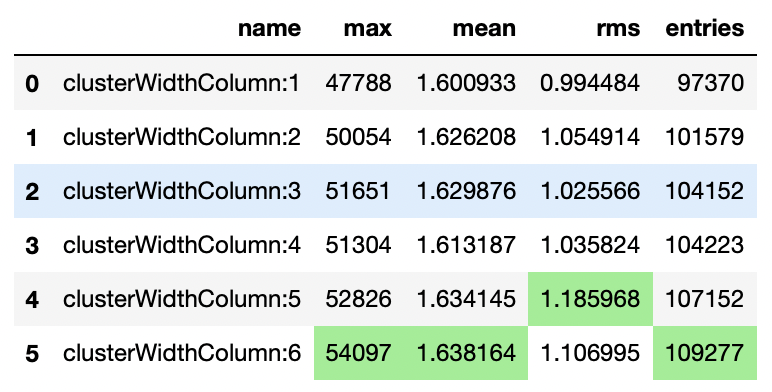 name max mean rms entries
0 clusterWidthColumn:1 47788 1.600933 0.994484 97370
1 clusterWidthColumn:2 50054 1.626208 1.054914 101579
2 clusterWidthColumn:3 51651 1.629876 1.025566 104152
3 clusterWidthColumn:4 51304 1.613187 1.035824 104223
4 clusterWidthColumn:5 52826 1.634145 1.185968 107152
5 clusterWidthColumn:6 54097 1.638164 1.106995 109277